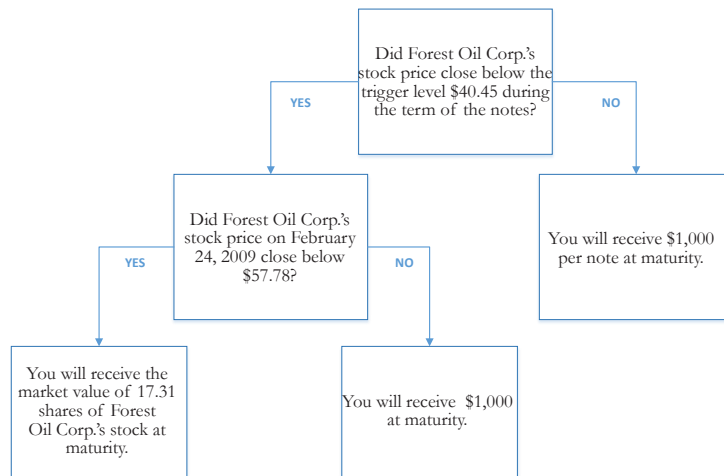 Did Forest Oil Corp.'s
stock price close below the
trigger level $40.45 during
the term of the notes?
YES
NO
Did Forest Oil Corp.'s
stock price on February
24, 2009 close below
$57.78?
You will receive $1,000
per note at maturity.
YES
NO
You will receive the
market value of 17.31
shares of Forest
Oil Corp.'s stock at
maturity.
You will receive $1,000
at maturity.